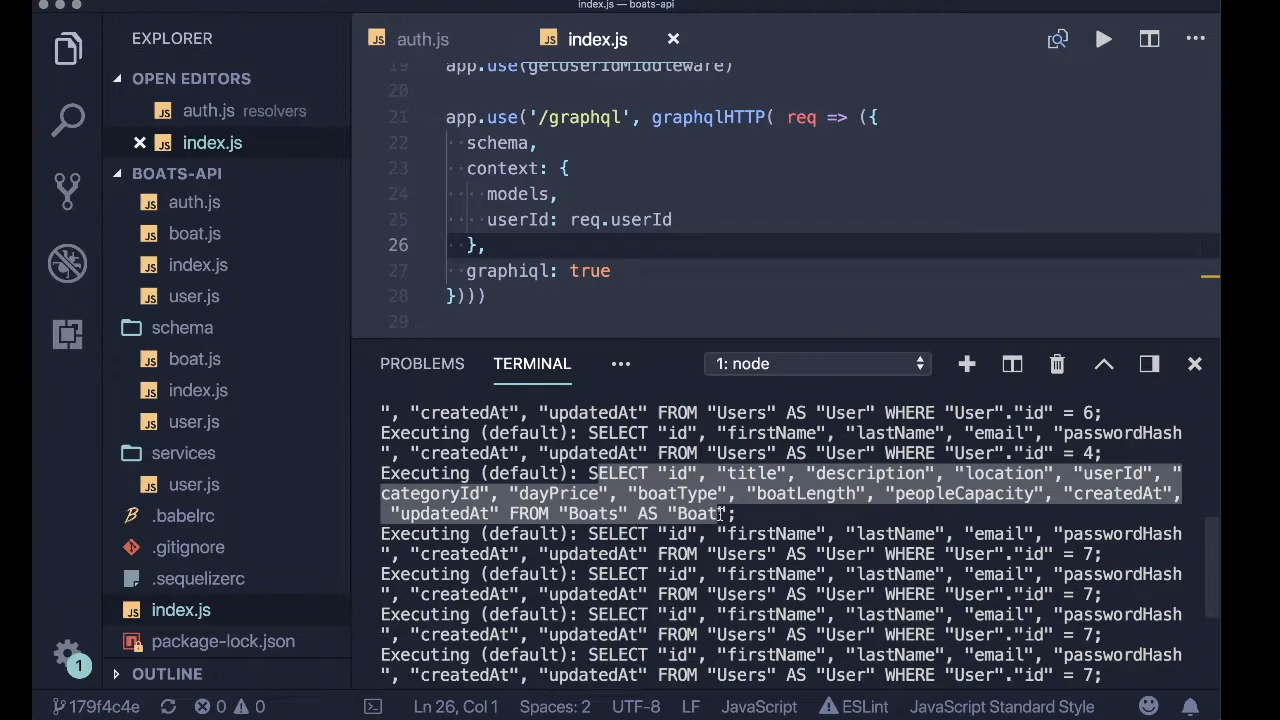 index.js — boats-api
EXPLORER
OPEN EDITORS
auth.js resolvers
index.js
BOATS-API
auth.js
boat.js
index.js
user.js
schema
boat.js
index.js
user.js
services
user.js
.babelrc
.gitignore
.sequelizerc
index.js
package-lock.json
OUTLINE
1
auth.js
index.js
19 app.use(getUserIdMiddleware)
20
21 app.use('/graphql', graphqlHTTP( req => ({
22 schema,
23 context: {
24 models,
25 userId: req.userId
26 },
27 graphiql: true
28 })))
29
PROBLEMS TERMINAL ••• 1: node
", "createdAt", "updatedAt" FROM "Users" AS "User" WHERE "User"."id" = 6;
Executing (default): SELECT "id", "firstName", "lastName", "email", "passwordHash
", "createdAt", "updatedAt" FROM "Users" AS "User" WHERE "User"."id" = 4;
Executing (default): SELECT "id", "title", "description", "location", "userId", "
categoryId", "dayPrice", "boatType", "boatLength", "peopleCapacity", "createdAt",
"updatedAt" FROM "Boats" AS "Boat";
Executing (default): SELECT "id", "firstName", "lastName", "email", "passwordHash
", "createdAt", "updatedAt" FROM "Users" AS "User" WHERE "User"."id" = 7;
Executing (default): SELECT "id", "firstName", "lastName", "email", "passwordHash
", "createdAt", "updatedAt" FROM "Users" AS "User" WHERE "User"."id" = 7;
Executing (default): SELECT "id", "firstName", "lastName", "email", "passwordHash
", "createdAt", "updatedAt" FROM "Users" AS "User" WHERE "User"."id" = 7;
Executing (default): SELECT "id", "firstName", "lastName", "email", "passwordHash
", "createdAt", "updatedAt" FROM "Users" AS "User" WHERE "User"."id" = 7;
179f4c4e 0 0 Ln 26, Col 1 Spaces: 2 UTF-8 LF JavaScript ESLint JavaScript Standard Style